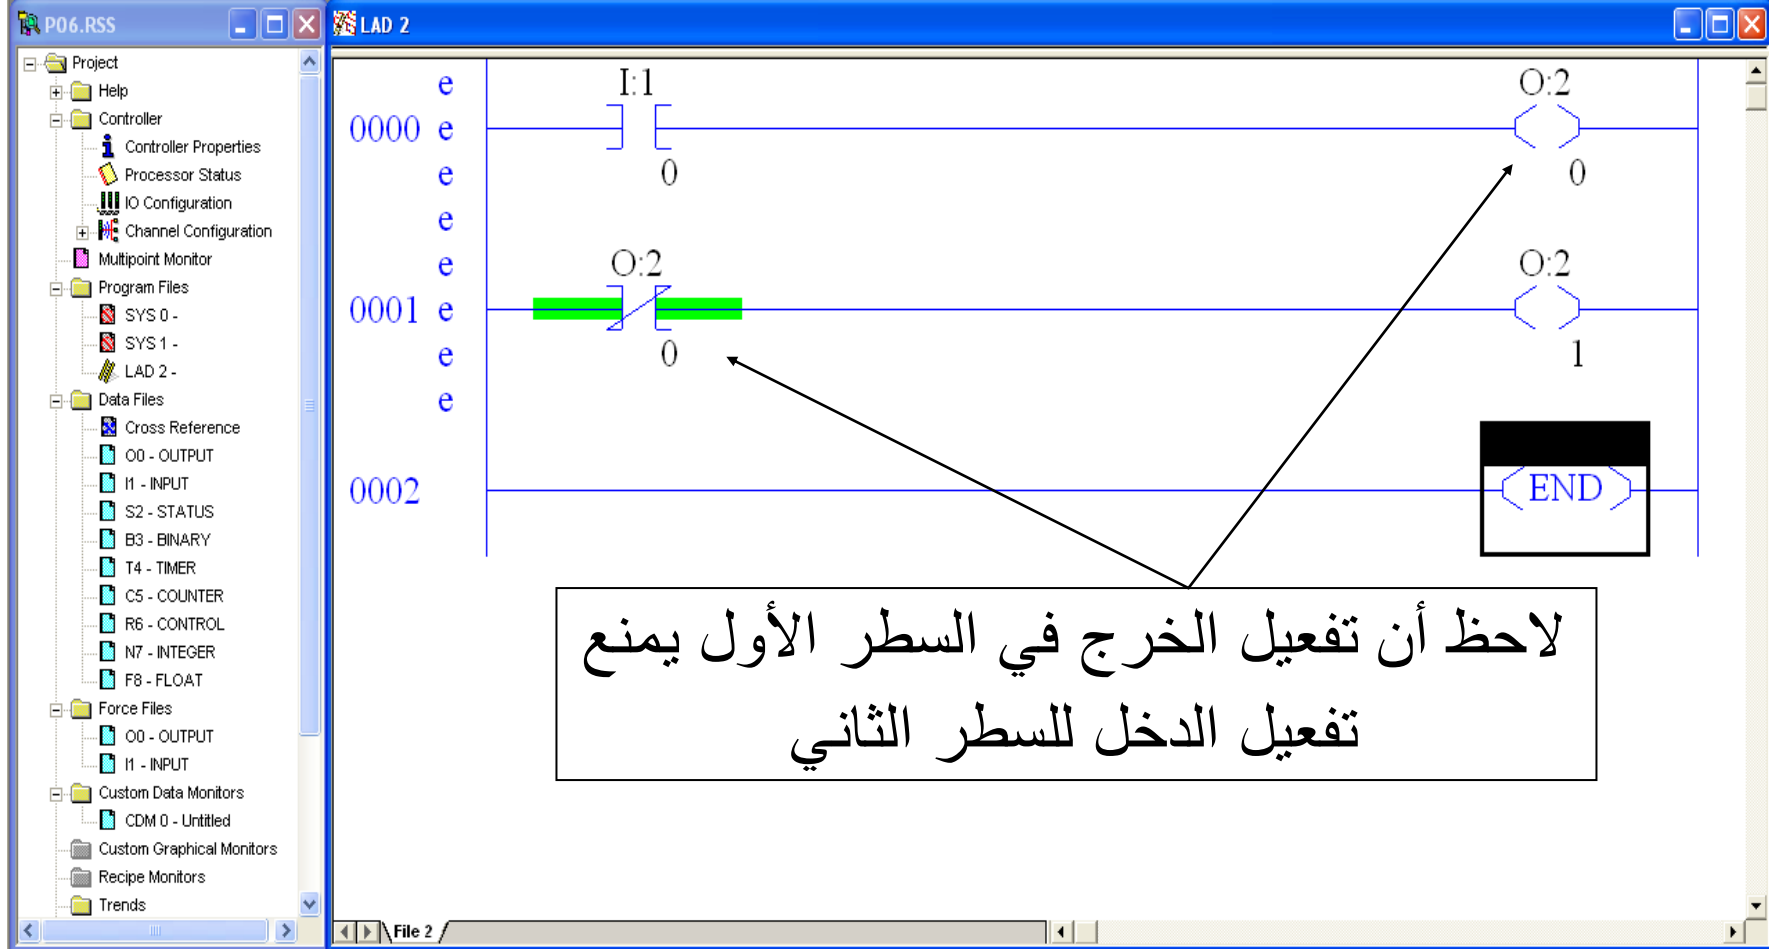 P06.RSS
Project
Help
Controller
Controller Properties
Processor Status
IO Configuration
Channel Configuration
Multipoint Monitor
Program Files
SYS 0 -
SYS 1 -
LAD 2 -
Data Files
Cross Reference
O0 - OUTPUT
I1 - INPUT
S2 - STATUS
B3 - BINARY
T4 - TIMER
C5 - COUNTER
R6 - CONTROL
N7 - INTEGER
F8 - FLOAT
Force Files
O0 - OUTPUT
I1 - INPUT
Custom Data Monitors
CDM 0 - Untitled
Custom Graphical Monitors
Recipe Monitors
Trends
LAD 2
e I:1 O:2
0000 e
e 0 0
e
e O:2 O:2
0001 e
e 0 1
e
0002 END
لاحظ أن تفعيل الخرج في السطر الأول يمنع
تفعيل الدخل للسطر الثاني
File 2